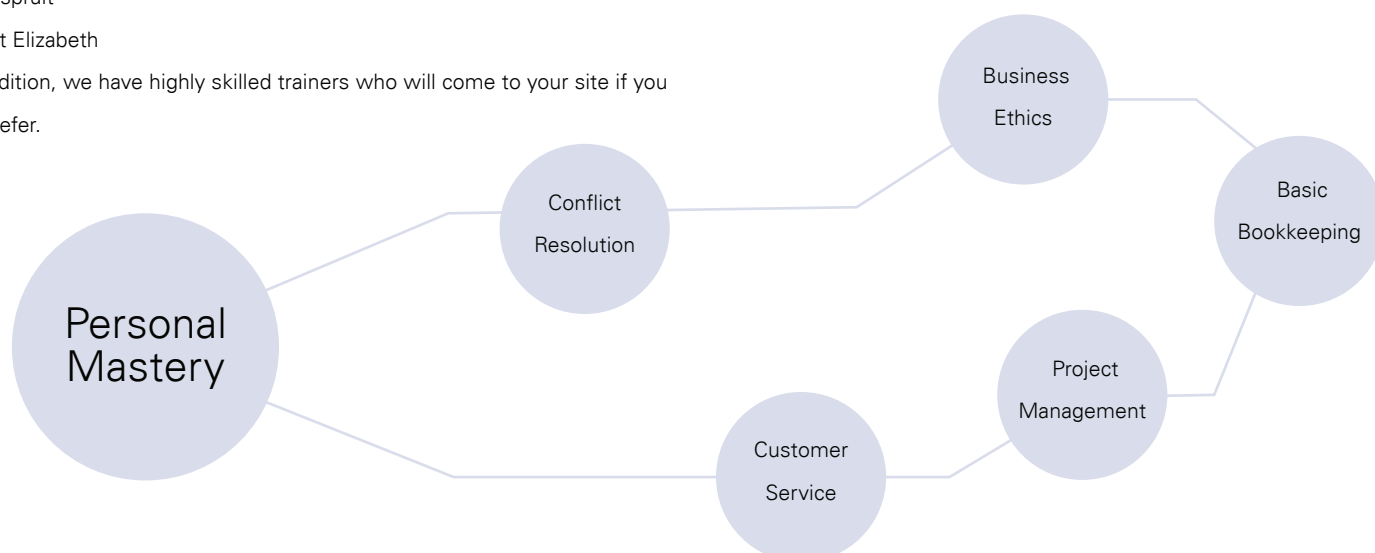 t Elizabeth
dition, we have highly skilled trainers who will come to your site if you
efer.
Business
Ethics
Conflict
Resolution
Basic
Bookkeeping
Personal
Mastery
Project
Management
Customer
Service